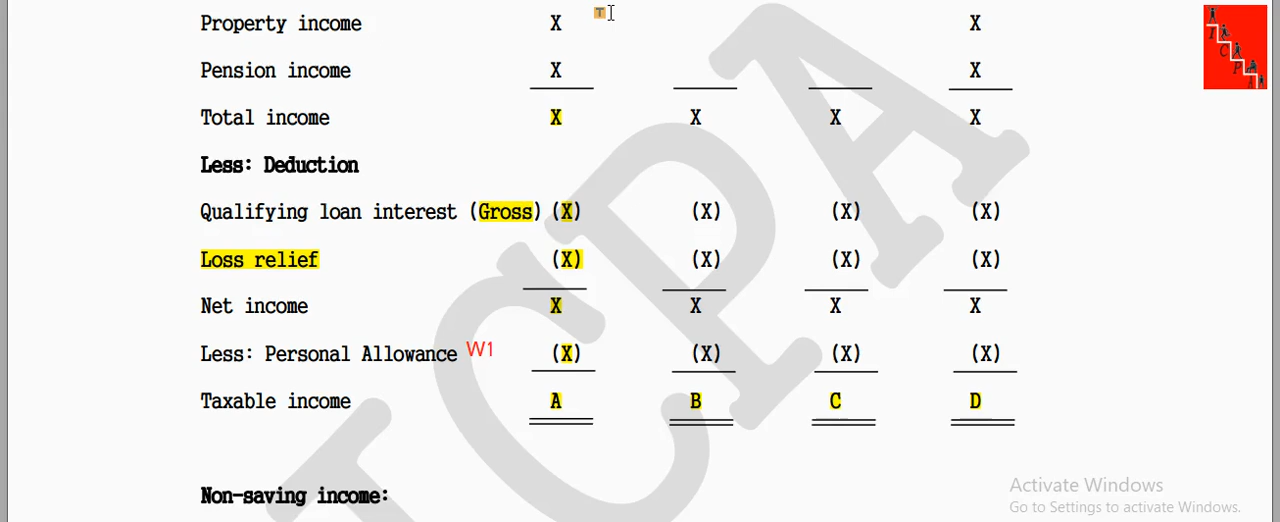 Property income X X
Pension income X X
Total income X X X X
Less: Deduction
Qualifying loan interest (Gross) (X) (X) (X) (X)
Loss relief (X) (X) (X) (X)
Net income X X X X
Less: Personal Allowance W1 (X) (X) (X) (X)
Taxable income A B C D
Non-saving income:
ICPA
T
I
C
P
A
Activate Windows
Go to Settings to activate Windows.